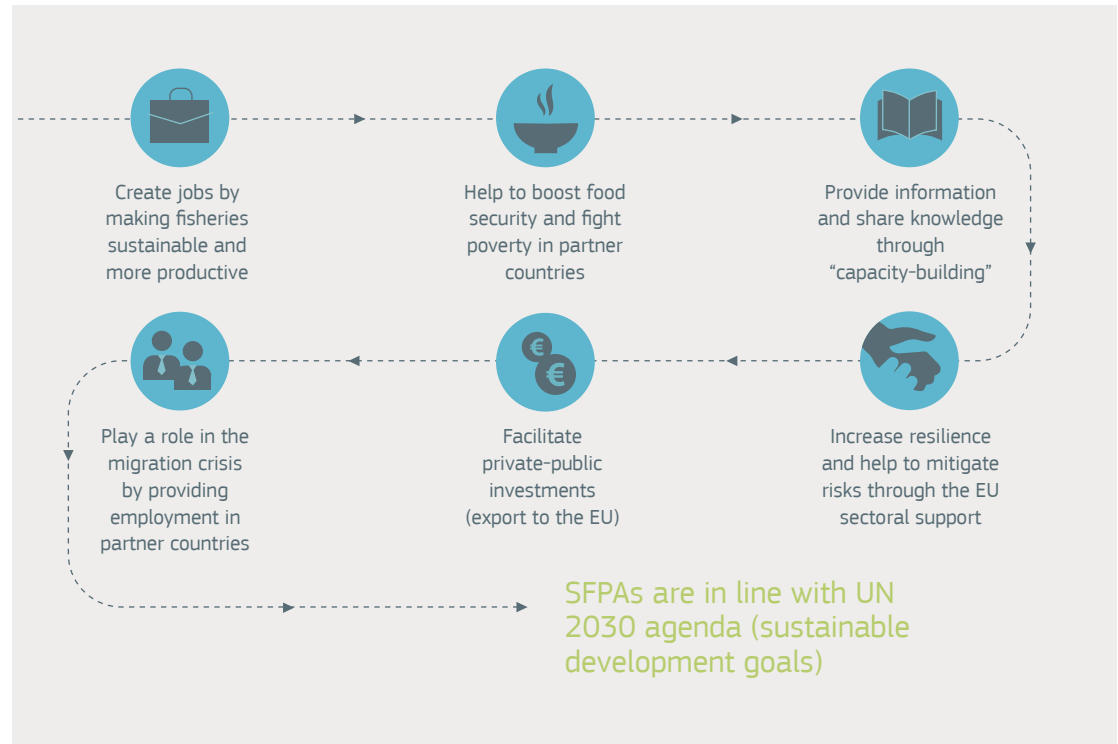 Create jobs by
making fisheries
sustainable and
more productive
Help to boost food
security and fight
poverty in partner
countries
Provide information
and share knowledge
through
“capacity-building”
Increase resilience
and help to mitigate
risks through the EU
sectoral support
€
€
Facilitate
private-public
investments
(export to the EU)
Play a role in the
migration crisis
by providing
employment in
partner countries
SFPAs are in line with UN
2030 agenda (sustainable
development goals)